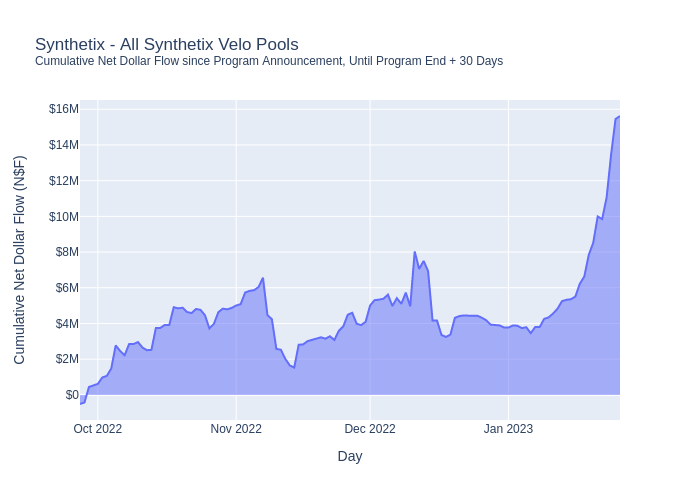 Synthetix - All Synthetix Velo Pools
Cumulative Net Dollar Flow since Program Announcement, Until Program End + 30 Days
Cumulative Net Dollar Flow (N$F)
$16M
$14M
$12M
$10M
$8M
$6M
$4M
$2M
$0
Oct 2022
Nov 2022
Dec 2022
Jan 2023
Day